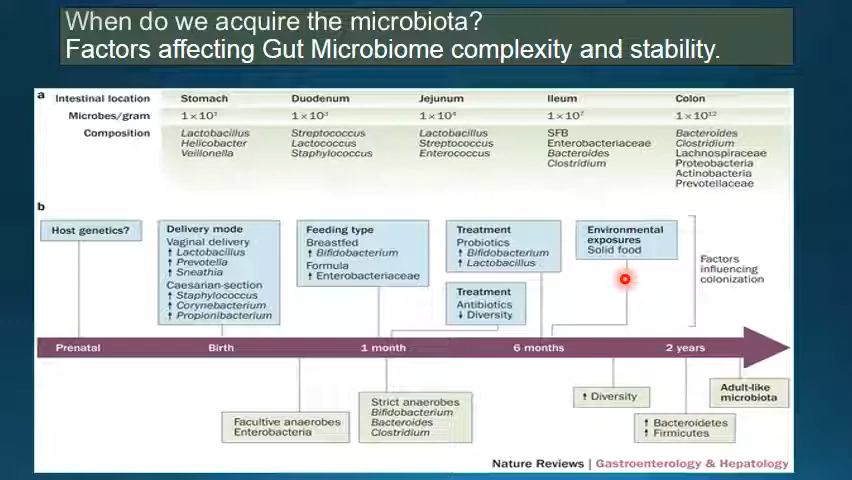 When do we acquire the microbiota?
Factors affecting Gut Microbiome complexity and stability.
a
Intestinal location Stomach Duodenum Jejunum Ileum Colon
Microbes/gram 1×10¹ 1×10³ 1×10⁴ 1×10⁷ 1×10¹²
Composition Lactobacillus Streptococcus Lactobacillus SFB Bacteroides
Helicobacter Lactococcus Streptococcus Enterobacteriaceae Clostridium
Veillonella Staphylococcus Enterococcus Bacteroides Lachnospiraceae
Clostridium Proteobacteria
Actinobacteria
Prevotellaceae
b
Host genetics?
Delivery mode
Vaginal delivery
↑ Lactobacillus
↑ Prevotella
↑ Sneathia
Caesarian-section
↑ Staphylococcus
↑ Corynebacterium
↑ Propionibacterium
Feeding type
Breastfed
↑ Bifidobacterium
Formula
↑ Enterobacteriaceae
Treatment
Probiotics
↑ Bifidobacterium
↑ Lactobacillus
Treatment
Antibiotics
↓ Diversity
Environmental
exposures
Solid food
Factors
influencing
colonization
Prenatal Birth 1 month 6 months 2 years
Facultive anaerobes
Enterobacteria
Strict anaerobes
Bifidobacterium
Bacteroides
Clostridium
↑ Diversity
↑ Bacteroidetes
↑ Firmicutes
Adult-like
microbiota
Nature Reviews | Gastroenterology & Hepatology